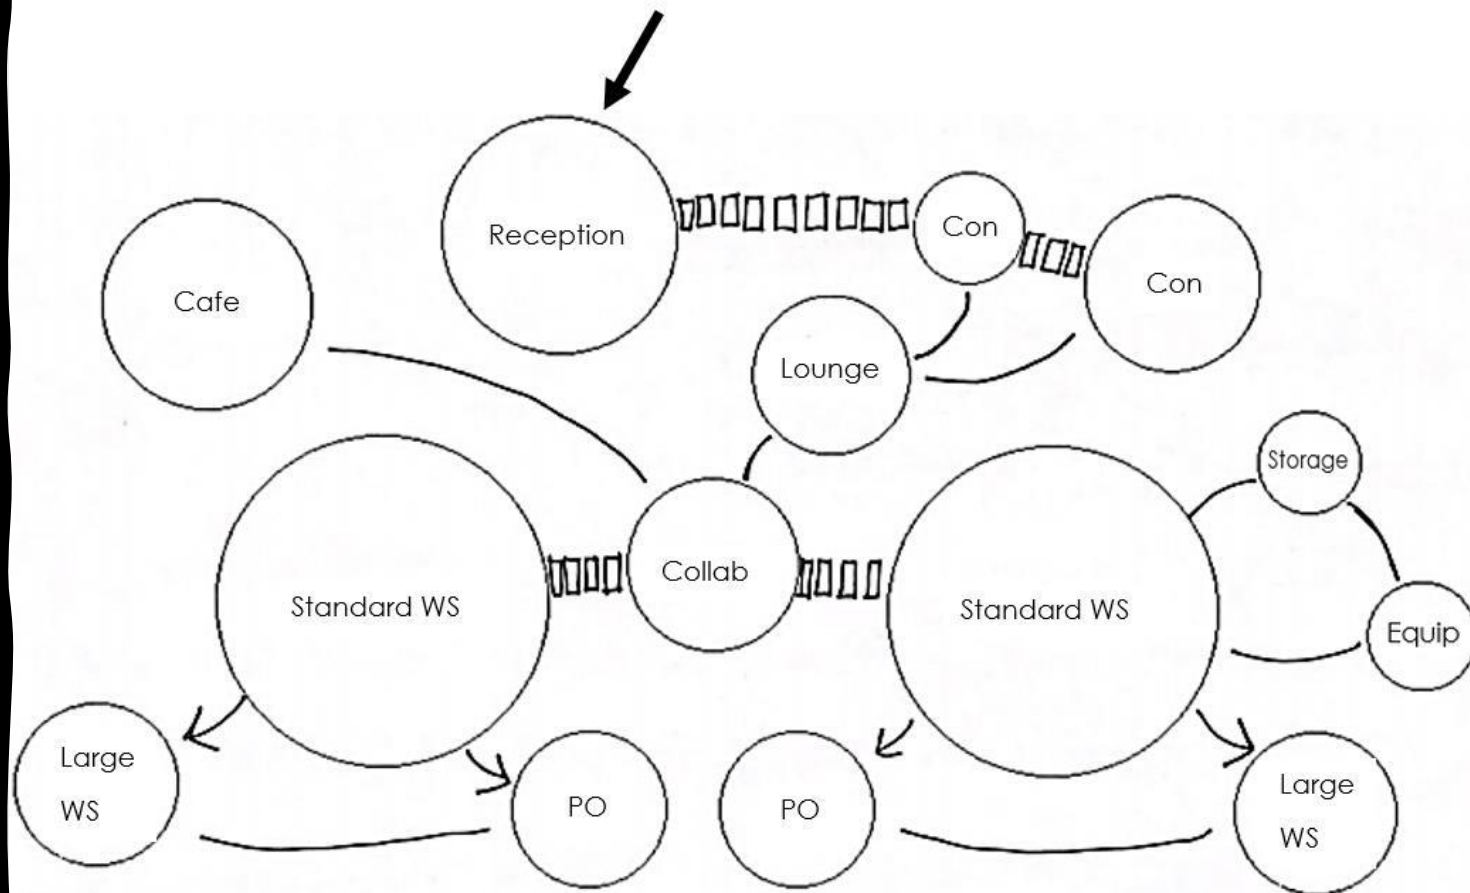 Reception
Con
Con
Cafe
Lounge
Storage
Collab
Standard WS
Standard WS
Equip
Large
WS
PO
PO
Large
WS